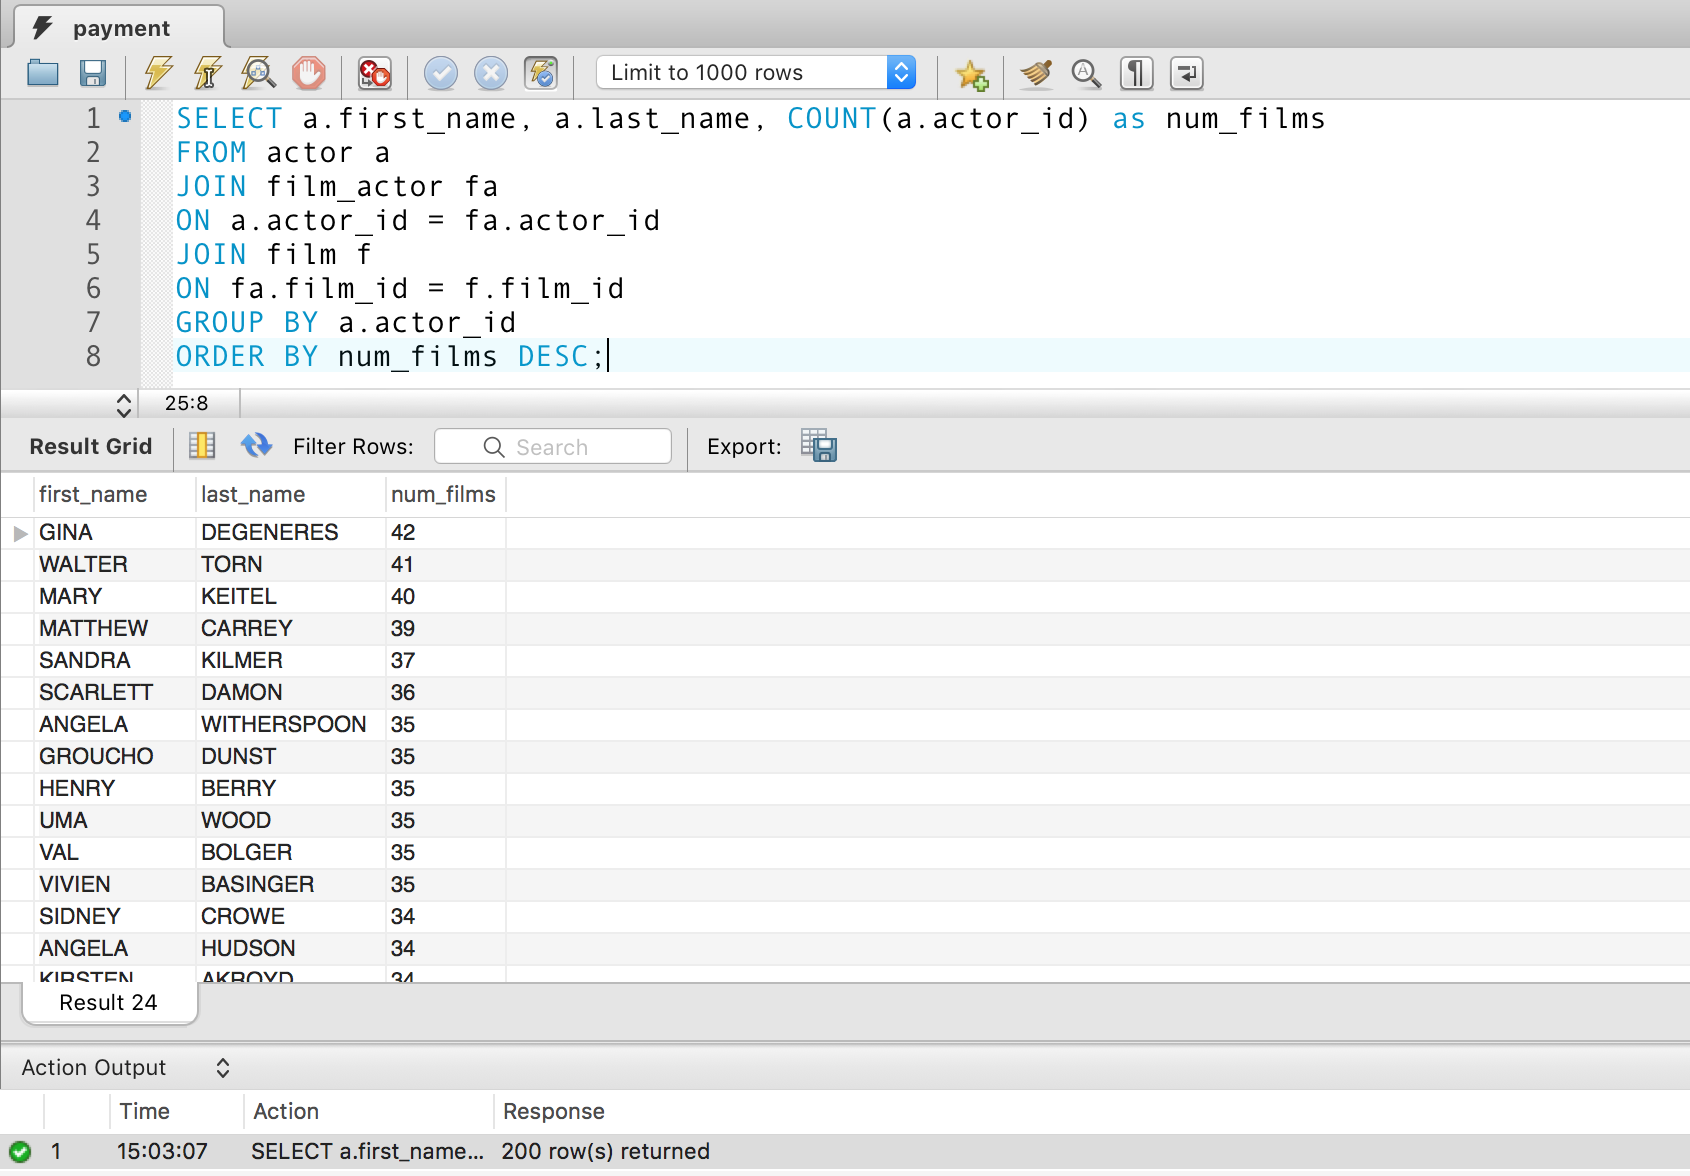 payment
Limit to 1000 rows
1 SELECT a.first_name, a.last_name, COUNT(a.actor_id) as num_films
2 FROM actor a
3 JOIN film_actor fa
4 ON a.actor_id = fa.actor_id
5 JOIN film f
6 ON fa.film_id = f.film_id
7 GROUP BY a.actor_id
8 ORDER BY num_films DESC;
25:8
Result Grid Filter Rows: Search Export:
first_name last_name num_films
GINA DEGENERES 42
WALTER TORN 41
MARY KEITEL 40
MATTHEW CARREY 39
SANDRA KILMER 37
SCARLETT DAMON 36
ANGELA WITHERSPOON 35
GROUCHO DUNST 35
HENRY BERRY 35
UMA WOOD 35
VAL BOLGER 35
VIVIEN BASINGER 35
SIDNEY CROWE 34
ANGELA HUDSON 34
KIRSTEN AKROYD 34
Result 24
Action Output
Time Action Response
1 15:03:07 SELECT a.first_name... 200 row(s) returned